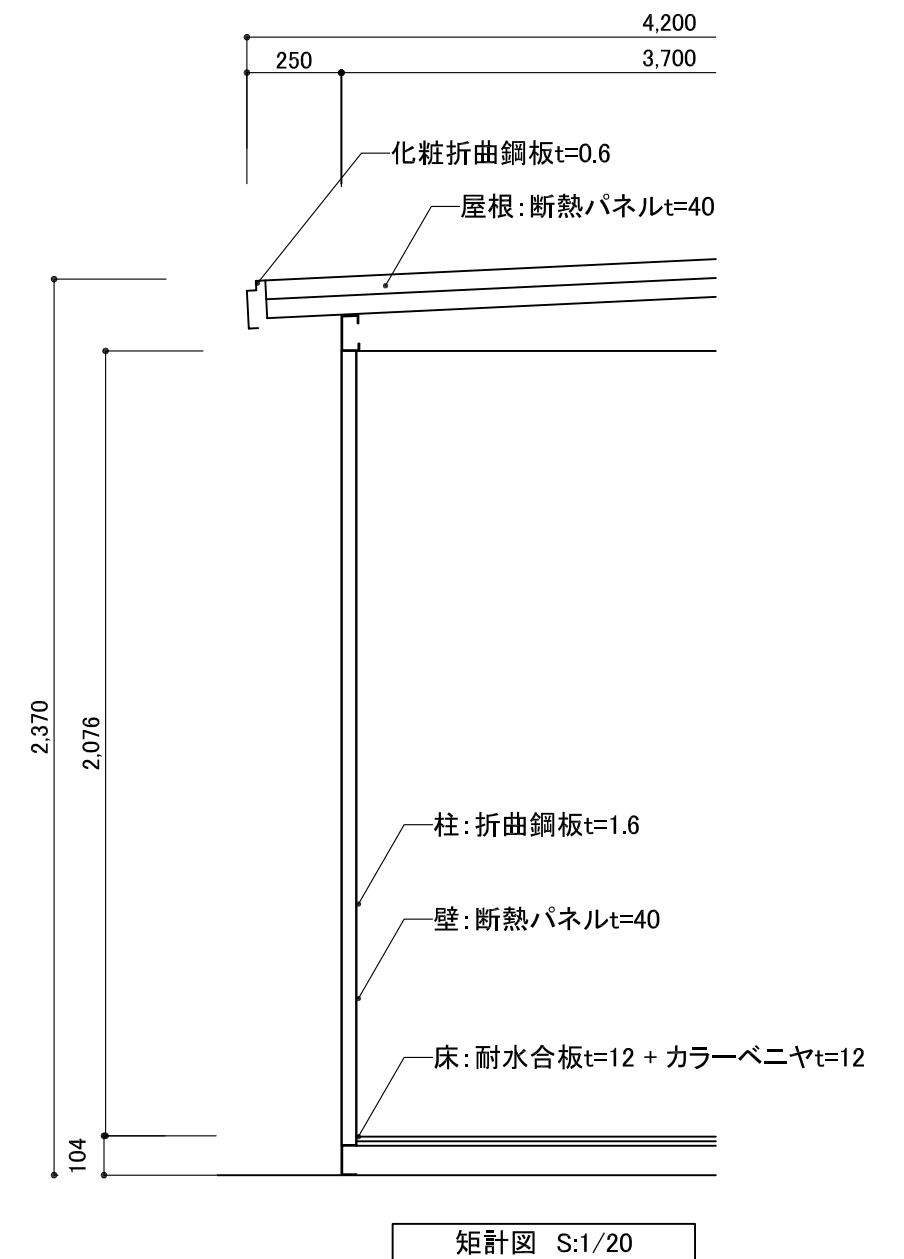 4,200
250
3,700
化粧折曲鋼板t=0.6
屋根:断熱パネルt=40
2,370
2,076
柱:折曲鋼板t=1.6
壁:断熱パネルt=40
床:耐水合板t=12 + カラーベニヤt=12
104
矩計図 S:1/20